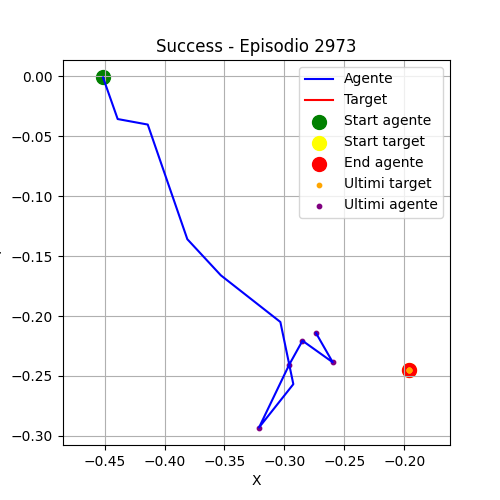 Success - Episodio 2973
Agente
Target
Start agente
Start target
End agente
Ultimi target
Ultimi agente
0.00
−0.05
−0.10
−0.15
−0.20
−0.25
−0.30
−0.45 −0.40 −0.35 −0.30 −0.25 −0.20
X